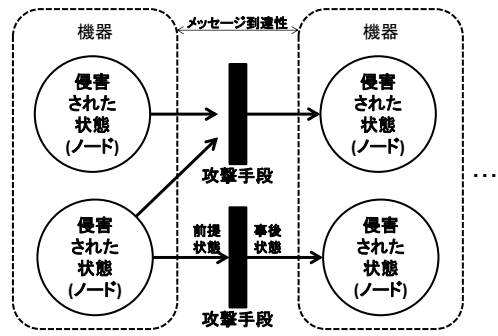 機器
メッセージ到達性
機器
侵害
された
状態
(ノード)
侵害
された
状態
(ノード)
攻撃手段
...
侵害
された
状態
(ノード)
前提
状態
事後
状態
侵害
された
状態
(ノード)
攻撃手段